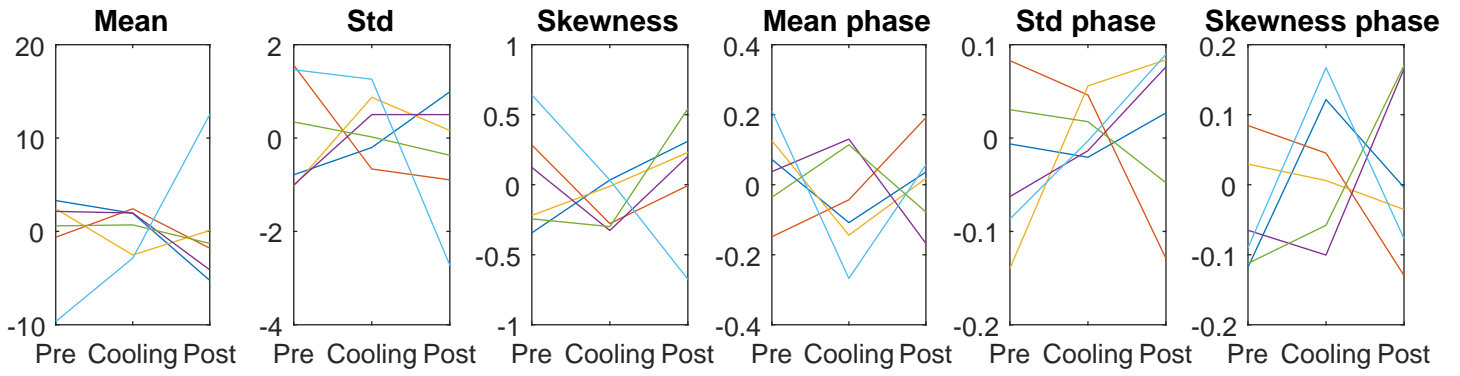 Mean
20
10
0
-10
Pre Cooling Post
Std
2
0
-2
-4
Pre Cooling Post
Skewness
1
0.5
0
-0.5
-1
Pre Cooling Post
Mean phase
0.4
0.2
0
-0.2
-0.4
Pre Cooling Post
Std phase
0.1
0
-0.1
-0.2
Pre Cooling Post
Skewness phase
0.2
0.1
0
-0.1
-0.2
Pre Cooling Post